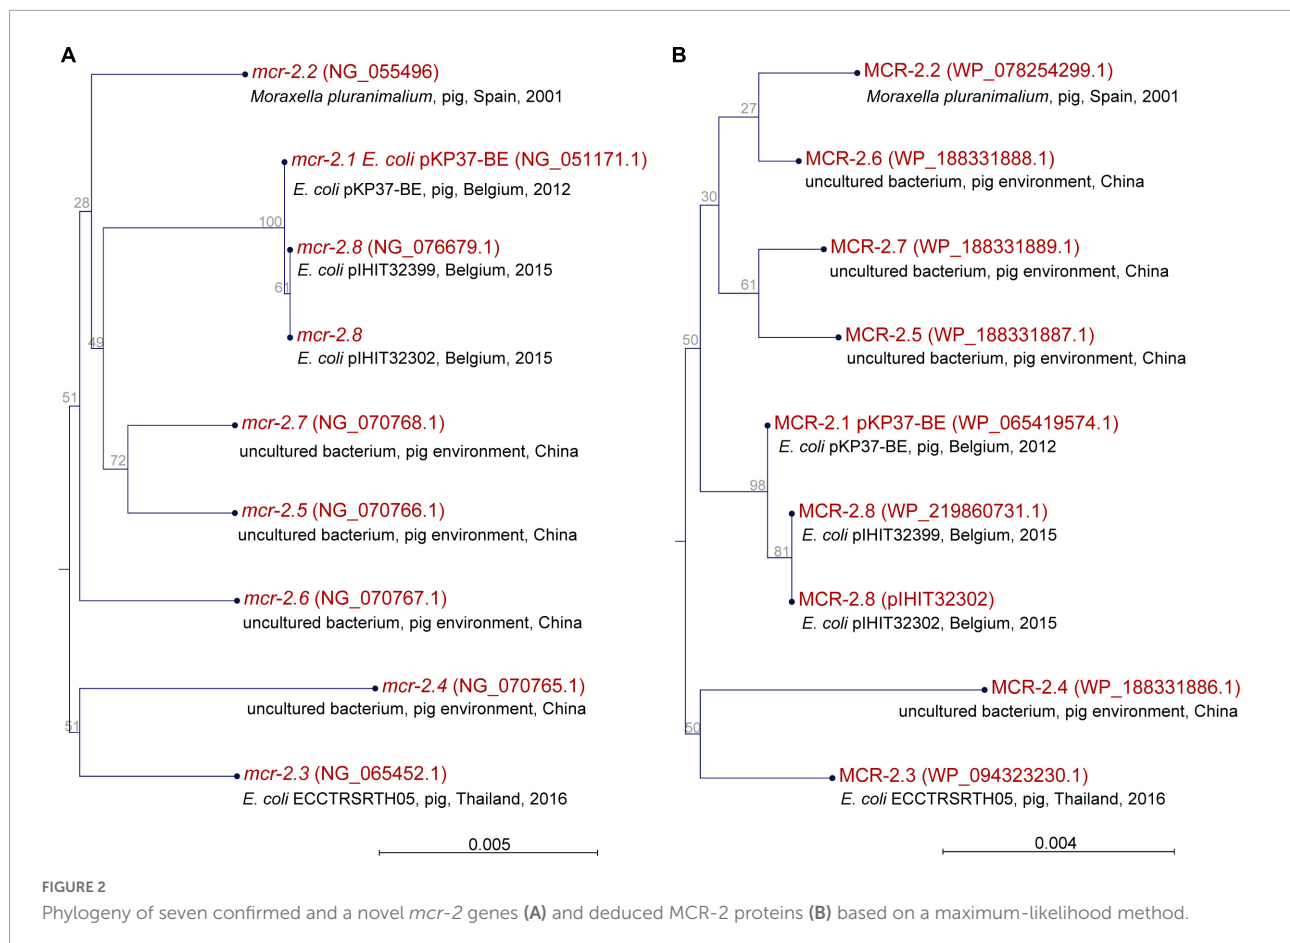 A
mcr-2.2 (NG_055496)
Moraxella pluranimalium, pig, Spain, 2001
mcr-2.1 E. coli pKP37-BE (NG_051171.1)
E. coli pKP37-BE, pig, Belgium, 2012
28
100
mcr-2.8 (NG_076679.1)
E. coli pIHIT32399, Belgium, 2015
61
mcr-2.8
E. coli pIHIT32302, Belgium, 2015
49
51
mcr-2.7 (NG_070768.1)
uncultured bacterium, pig environment, China
72
mcr-2.5 (NG_070766.1)
uncultured bacterium, pig environment, China
mcr-2.6 (NG_070767.1)
uncultured bacterium, pig environment, China
mcr-2.4 (NG_070765.1)
uncultured bacterium, pig environment, China
51
mcr-2.3 (NG_065452.1)
E. coli ECCTRSRTH05, pig, Thailand, 2016
0.005
B
MCR-2.2 (WP_078254299.1)
Moraxella pluranimalium, pig, Spain, 2001
27
MCR-2.6 (WP_188331888.1)
uncultured bacterium, pig environment, China
30
MCR-2.7 (WP_188331889.1)
uncultured bacterium, pig environment, China
61
MCR-2.5 (WP_188331887.1)
uncultured bacterium, pig environment, China
50
MCR-2.1 pKP37-BE (WP_065419574.1)
E. coli pKP37-BE, pig, Belgium, 2012
98
MCR-2.8 (WP_219860731.1)
E. coli pIHIT32399, Belgium, 2015
81
MCR-2.8 (pIHIT32302)
E. coli pIHIT32302, Belgium, 2015
MCR-2.4 (WP_188331886.1)
uncultured bacterium, pig environment, China
50
MCR-2.3 (WP_094323230.1)
E. coli ECCTRSRTH05, pig, Thailand, 2016
0.004
FIGURE 2
Phylogeny of seven confirmed and a novel mcr-2 genes (A) and deduced MCR-2 proteins (B) based on a maximum-likelihood method.